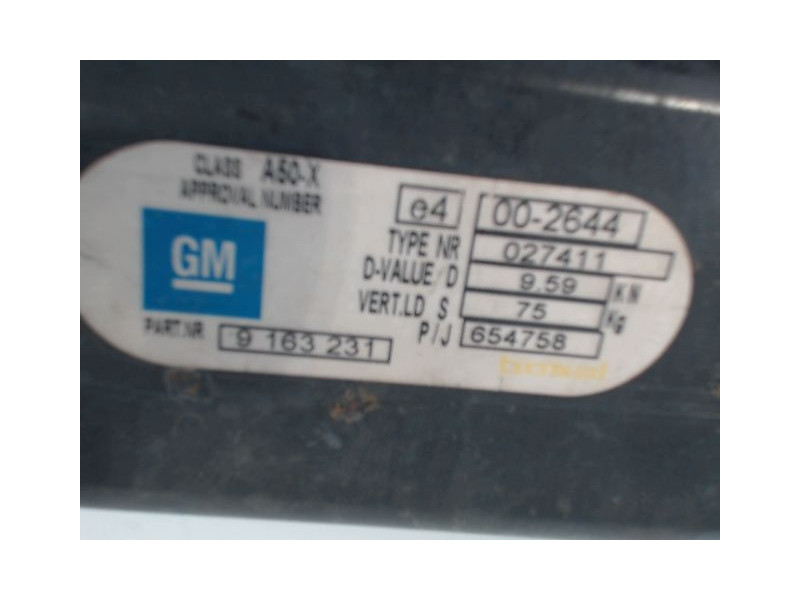 CLASS A50-X
APPROVAL NUMBER e4 00-2644
GM
TYPE NR 027411
D-VALUE/D 9.59 KN
VERT.LD S 75 Kg
P/J 654758
PART.NR 9 163 231